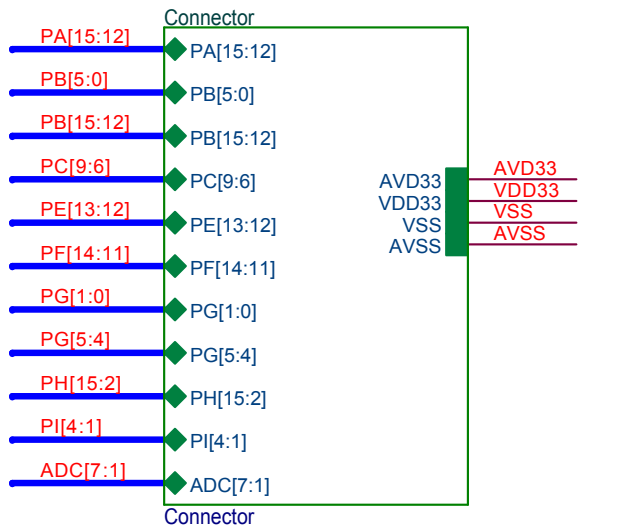 Connector
PA[15:12]
PA[15:12]
PB[5:0]
PB[5:0]
PB[15:12]
PB[15:12]
PC[9:6]
PC[9:6]
PE[13:12]
PE[13:12]
PF[14:11]
PF[14:11]
PG[1:0]
PG[1:0]
PG[5:4]
PG[5:4]
PH[15:2]
PH[15:2]
PI[4:1]
PI[4:1]
ADC[7:1]
ADC[7:1]
AVD33
AVD33
VDD33
VDD33
VSS
VSS
AVSS
AVSS
Connector